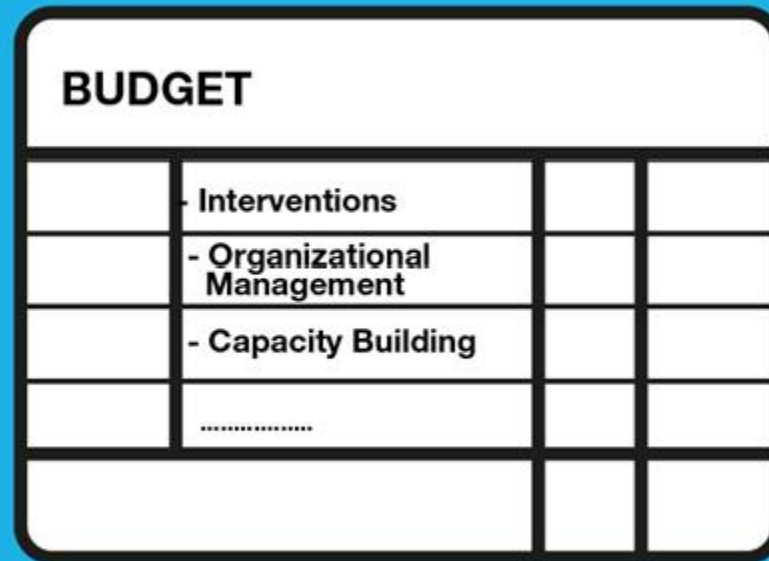 BUDGET
- Interventions
- Organizational
Management
- Capacity Building
.................